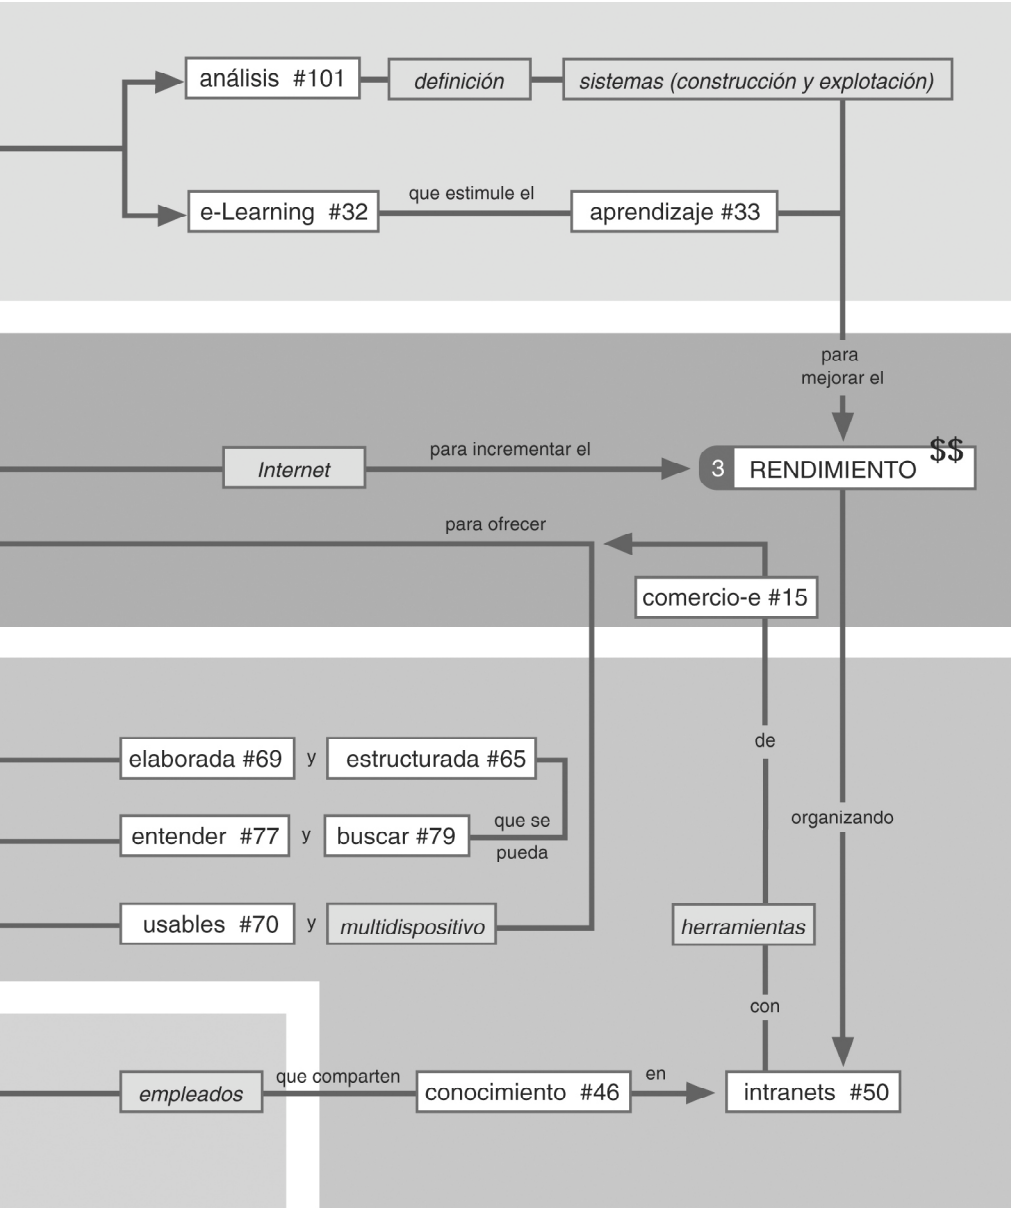 análisis #101
definición
sistemas (construcción y explotación)
e-Learning #32
que estimule el
aprendizaje #33
para
mejorar el
Internet
para incrementar el
3 RENDIMIENTO $$
para ofrecer
comercio-e #15
de
elaborada #69 y estructurada #65
entender #77 y buscar #79
que se
pueda
organizando
usables #70 y multidispositivo
herramientas
con
empleados
que comparten
conocimiento #46
en
intranets #50